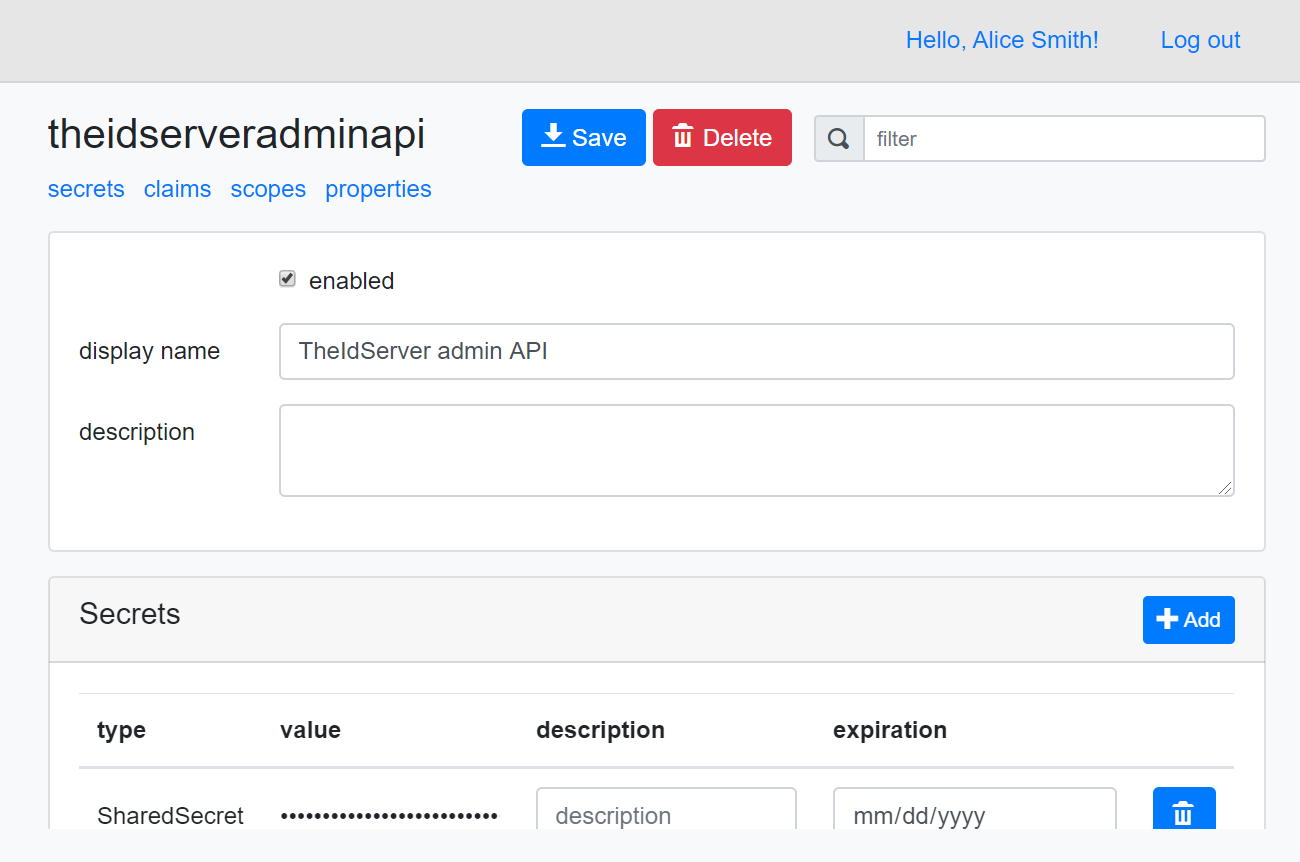 Hello, Alice Smith! Log out
theidserveradminapi Save Delete filter
secrets claims scopes properties
enabled
display name TheIdServer admin API
description
Secrets Add
type value description expiration
SharedSecret •••••••••••••••••••••••••• description mm/dd/yyyy